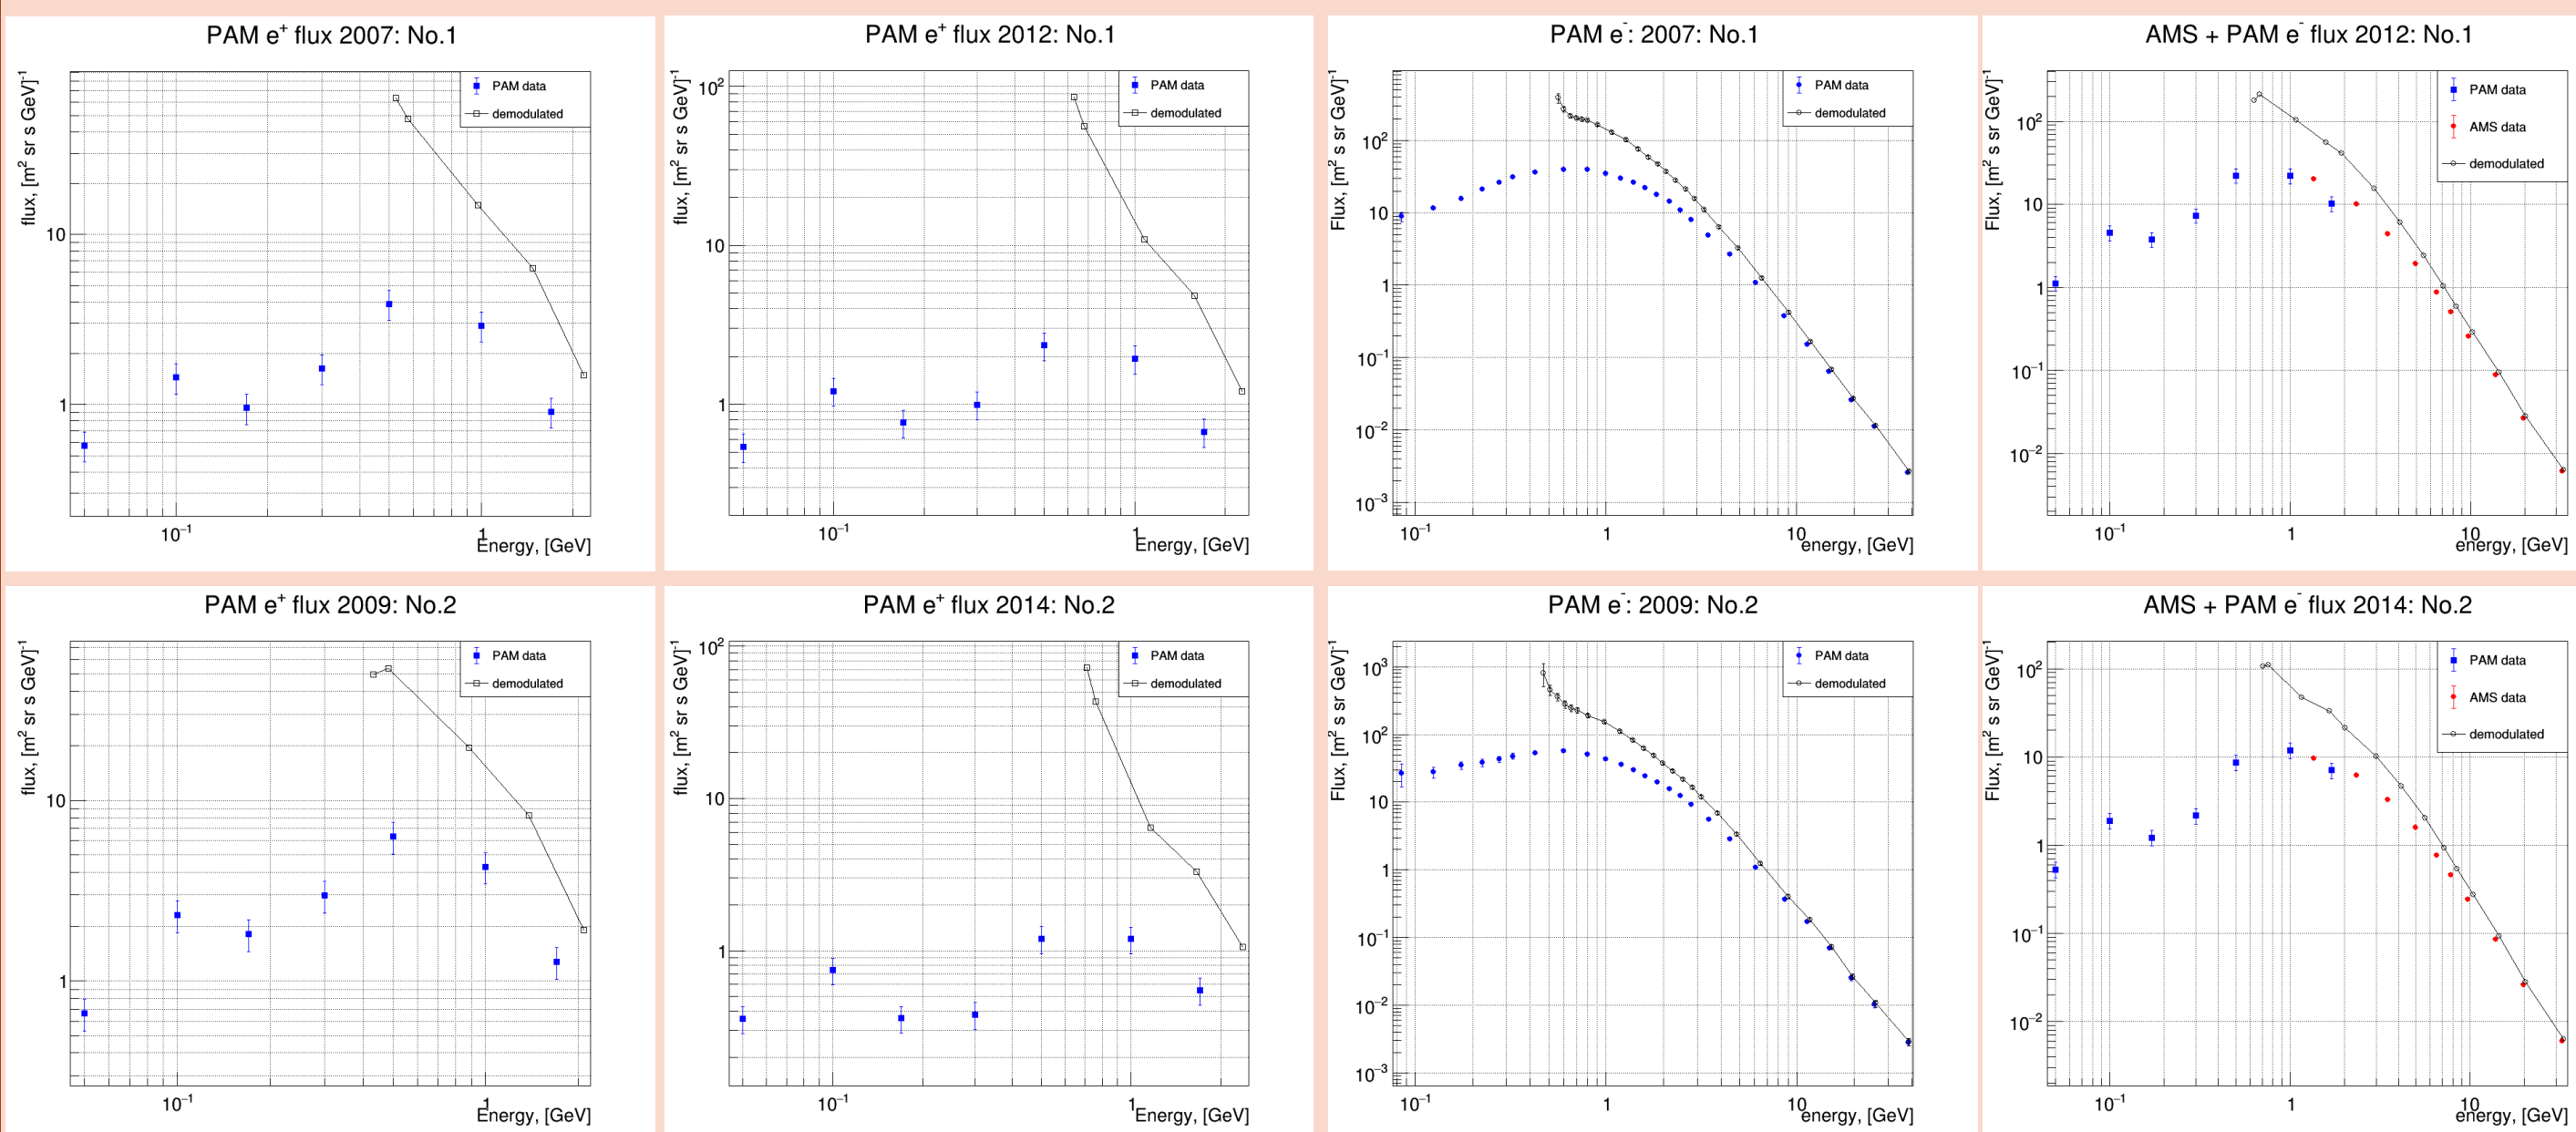 PAM e⁺ flux 2007: No.1
flux, [m² sr s GeV]⁻¹
PAM data
demodulated
10
1
10⁻¹
1
Energy, [GeV]
PAM e⁺ flux 2012: No.1
flux, [m² sr s GeV]⁻¹
PAM data
demodulated
10²
10
1
10⁻¹
1
Energy, [GeV]
PAM e⁻: 2007: No.1
Flux, [m² s sr GeV]⁻¹
PAM data
demodulated
10²
10
1
10⁻¹
10⁻²
10⁻³
10⁻¹
1
10
energy, [GeV]
AMS + PAM e⁻ flux 2012: No.1
Flux, [m² s sr GeV]⁻¹
PAM data
AMS data
demodulated
10²
10
1
10⁻¹
10⁻²
10⁻¹
1
10
energy, [GeV]
PAM e⁺ flux 2009: No.2
flux, [m² sr s GeV]⁻¹
PAM data
demodulated
10
1
10⁻¹
1
Energy, [GeV]
PAM e⁺ flux 2014: No.2
flux, [m² sr s GeV]⁻¹
PAM data
demodulated
10²
10
1
10⁻¹
1
Energy, [GeV]
PAM e⁻: 2009: No.2
Flux, [m² s sr GeV]⁻¹
PAM data
demodulated
10³
10²
10
1
10⁻¹
10⁻²
10⁻³
10⁻¹
1
10
energy, [GeV]
AMS + PAM e⁻ flux 2014: No.2
Flux, [m² s sr GeV]⁻¹
PAM data
AMS data
demodulated
10²
10
1
10⁻¹
10⁻²
10⁻¹
1
10
energy, [GeV]